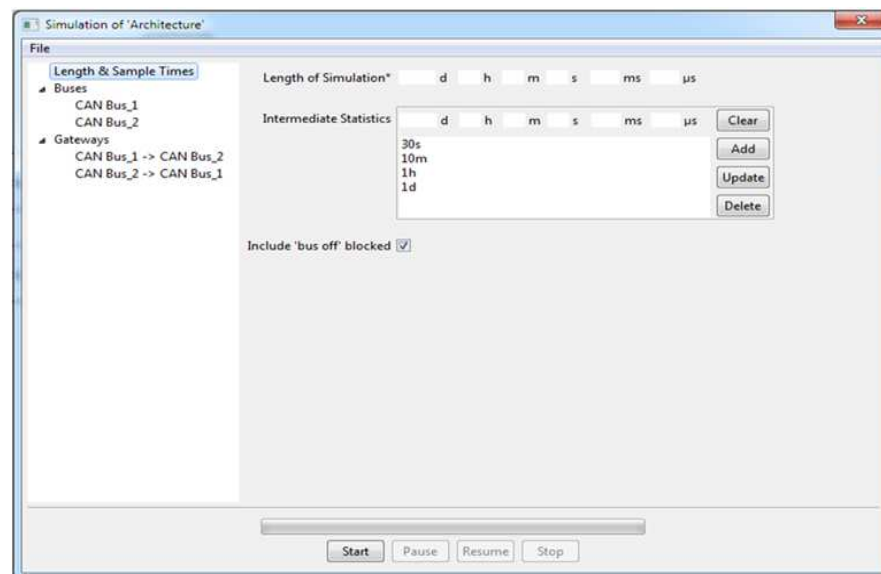 Simulation of 'Architecture'
File
Length & Sample Times
Buses
CAN Bus_1
CAN Bus_2
Gateways
CAN Bus_1 -> CAN Bus_2
CAN Bus_2 -> CAN Bus_1
Length of Simulation* d h m s ms µs
Intermediate Statistics d h m s ms µs Clear
30s
10m
1h
1d
Add
Update
Delete
Include 'bus off' blocked
Start Pause Resume Stop